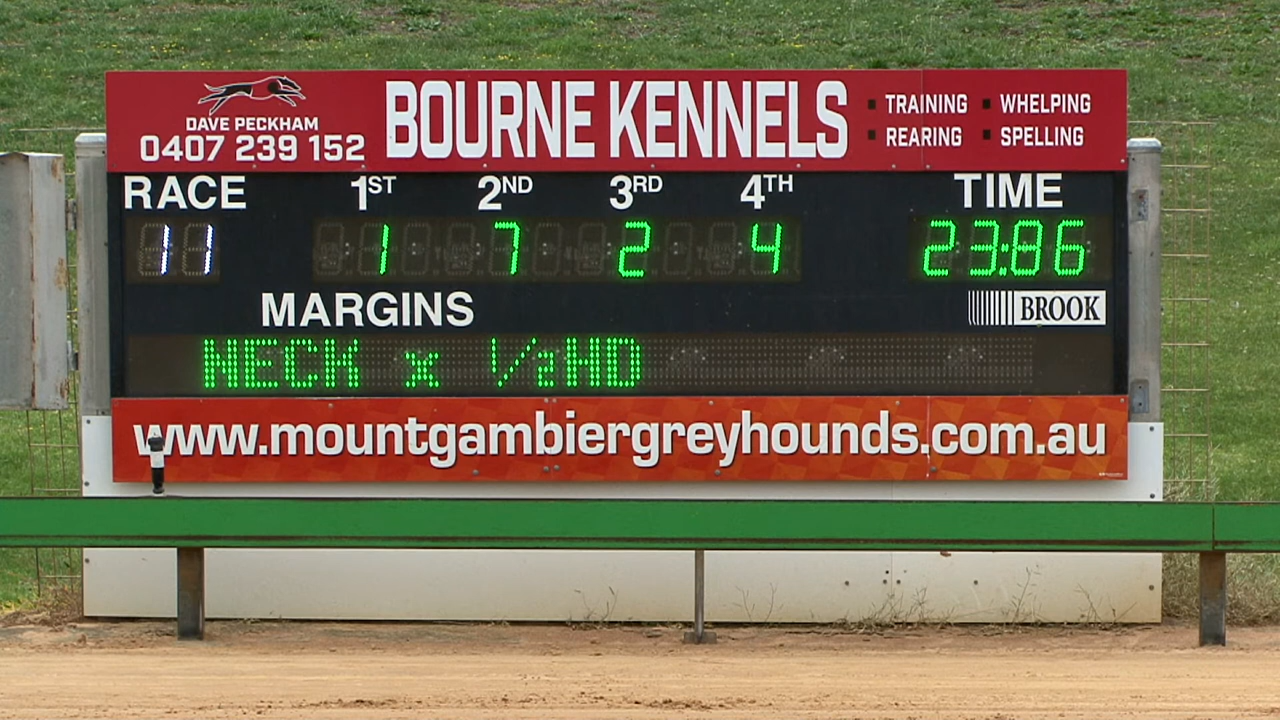 BOURNE KENNELS
DAVE PECKHAM
0407 239 152
TRAINING WHELPING
REARING SPELLING
RACE 1ST 2ND 3RD 4TH TIME
11 1 7 2 4 23:86
MARGINS
BROOK
NECK x 1/2HD
www.mountgambiergreyhounds.com.au